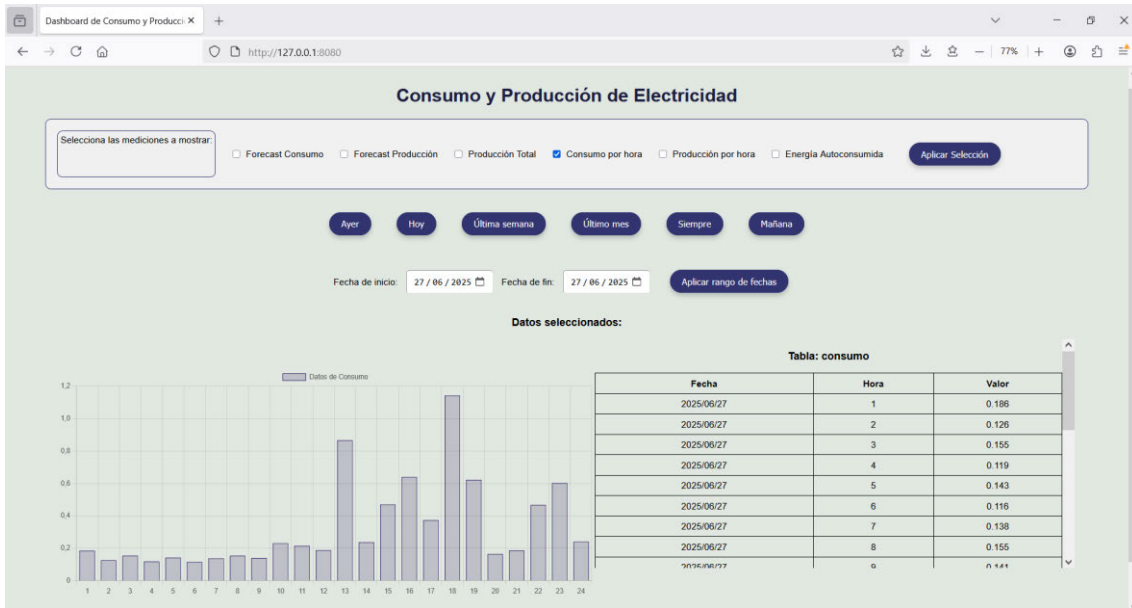 Dashboard de Consumo y Producci
http://127.0.0.1:8080
77%
Consumo y Producción de Electricidad
Selecciona las mediciones a mostrar:
Forecast Consumo Forecast Producción Producción Total Consumo por hora Producción por hora Energía Autoconsumida Aplicar Selección
Ayer Hoy Última semana Último mes Siempre Mañana
Fecha de inicio: 27 / 06 / 2025 Fecha de fin: 27 / 06 / 2025 Aplicar rango de fechas
Datos seleccionados:
Datos de Consumo
1,2
1,0
0,8
0,6
0,4
0,2
0
1 2 3 4 5 6 7 8 9 10 11 12 13 14 15 16 17 18 19 20 21 22 23 24
Tabla: consumo
Fecha Hora Valor
2025/06/27 1 0.186
2025/06/27 2 0.126
2025/06/27 3 0.155
2025/06/27 4 0.119
2025/06/27 5 0.143
2025/06/27 6 0.116
2025/06/27 7 0.138
2025/06/27 8 0.155
2025/06/27 9 0.141